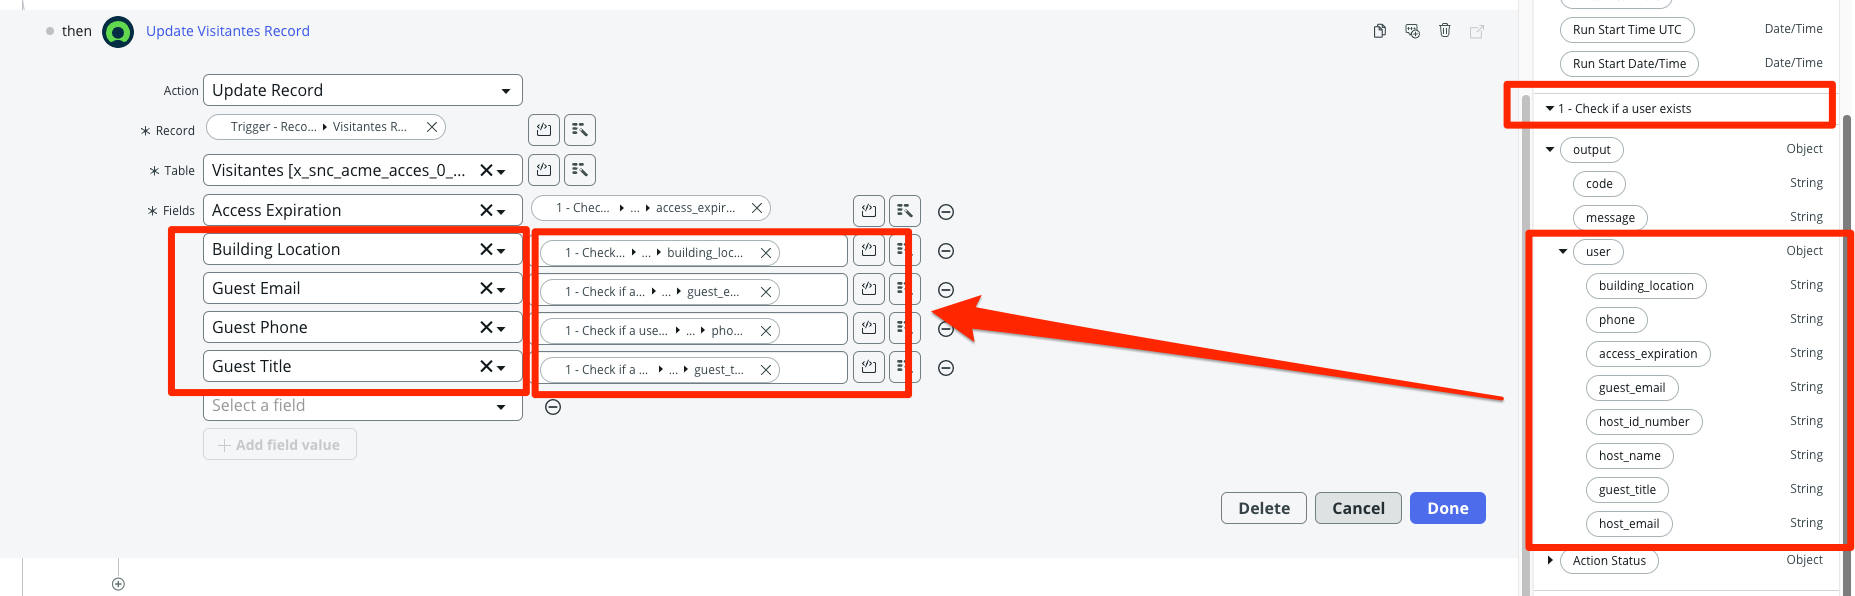 then Update Visitantes Record
Action Update Record
Record Trigger - Reco... Visitantes R...
Table Visitantes [x_snc_acme_acces_0_...
Fields Access Expiration 1 - Chec... ... access_expir...
Building Location 1 - Check... ... building_loc...
Guest Email 1 - Check if a... ... guest_e...
Guest Phone 1 - Check if a use... ... pho...
Guest Title 1 - Check if a ... ... guest_t...
Select a field
Add field value
Delete Cancel Done
Run Start Time UTC Date/Time
Run Start Date/Time Date/Time
1 - Check if a user exists
output Object
code String
message String
user Object
building_location String
phone String
access_expiration String
guest_email String
host_id_number String
host_name String
guest_title String
host_email String
Action Status Object